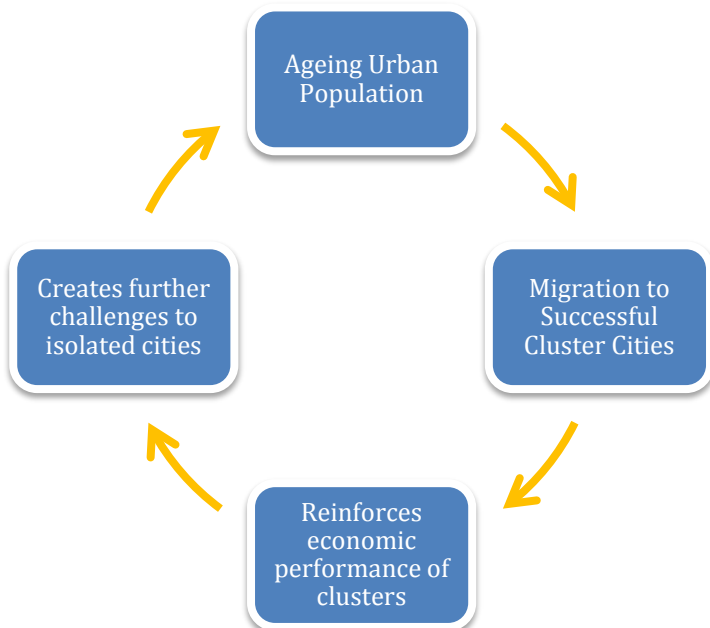 Ageing Urban
Population
Migration to
Successful
Cluster Cities
Reinforces
economic
performance of
clusters
Creates further
challenges to
isolated cities